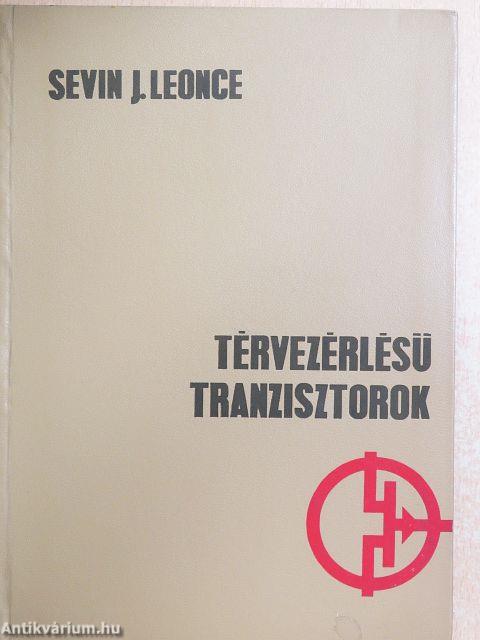 SEVIN J. LEONCE
TÉRVEZÉRLÉSŰ
TRANZISZTOROK
Antikvárium.hu